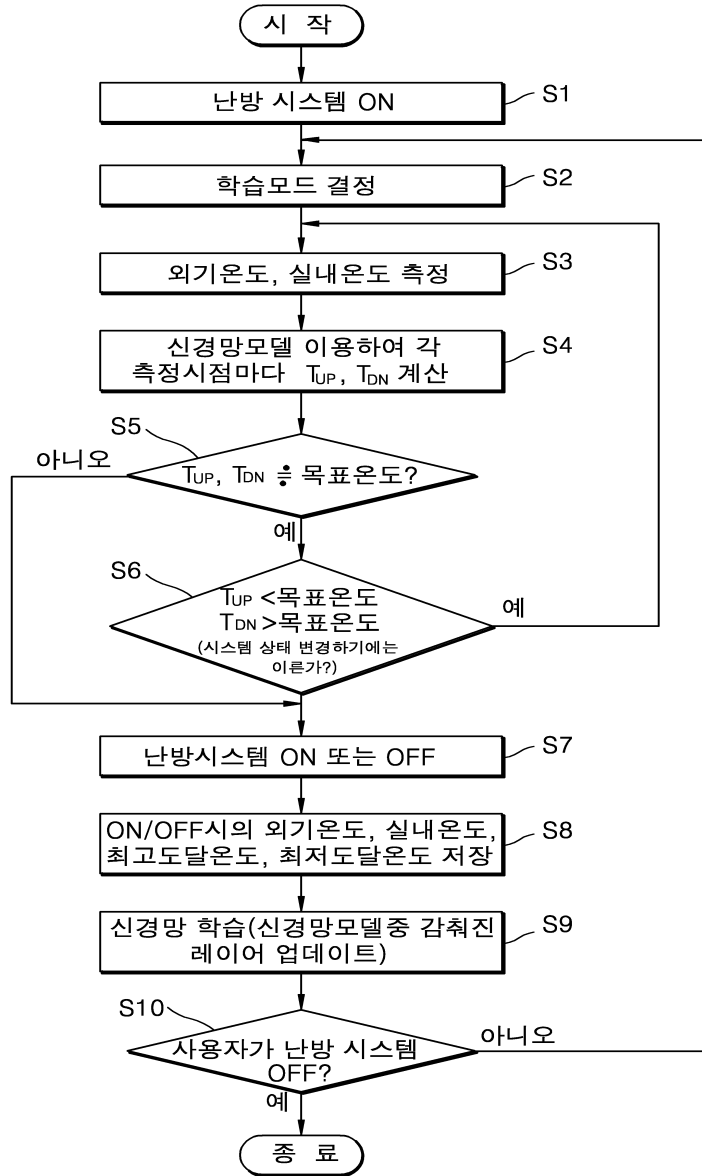 시 작
난방 시스템 ON
S1
학습모드 결정
S2
외기온도, 실내온도 측정
S3
신경망모델 이용하여 각
측정시점마다 TUP, TDN 계산
S4
S5
아니오
TUP, TDN ≑ 목표온도?
예
S6
TUP <목표온도
TDN >목표온도
(시스템 상태 변경하기에는
이른가?)
예
난방시스템 ON 또는 OFF
S7
ON/OFF시의 외기온도, 실내온도,
최고도달온도, 최저도달온도 저장
S8
신경망 학습(신경망모델중 감춰진
레이어 업데이트)
S9
S10
사용자가 난방 시스템
OFF?
아니오
예
종 료